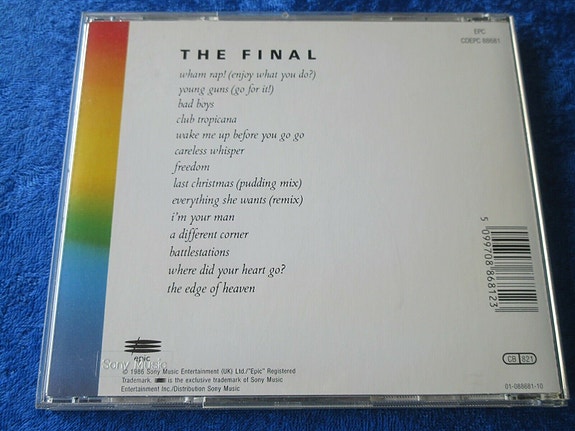 EPC
CDEPC 88681
THE FINAL
wham rap! (enjoy what you do?)
young guns (go for it!)
bad boys
club tropicana
wake me up before you go go
careless whisper
freedom
last christmas (pudding mix)
everything she wants (remix)
i'm your man
a different corner
battlestations
where did your heart go?
the edge of heaven
5 099708 868123
epic
Sony Music
© 1986 Sony Music Entertainment (UK) Ltd./"Epic" Registered
Trademark. is the exclusive trademark of Sony Music
Entertainment Inc./Distribution Sony Music
CB 821
01-088681-10